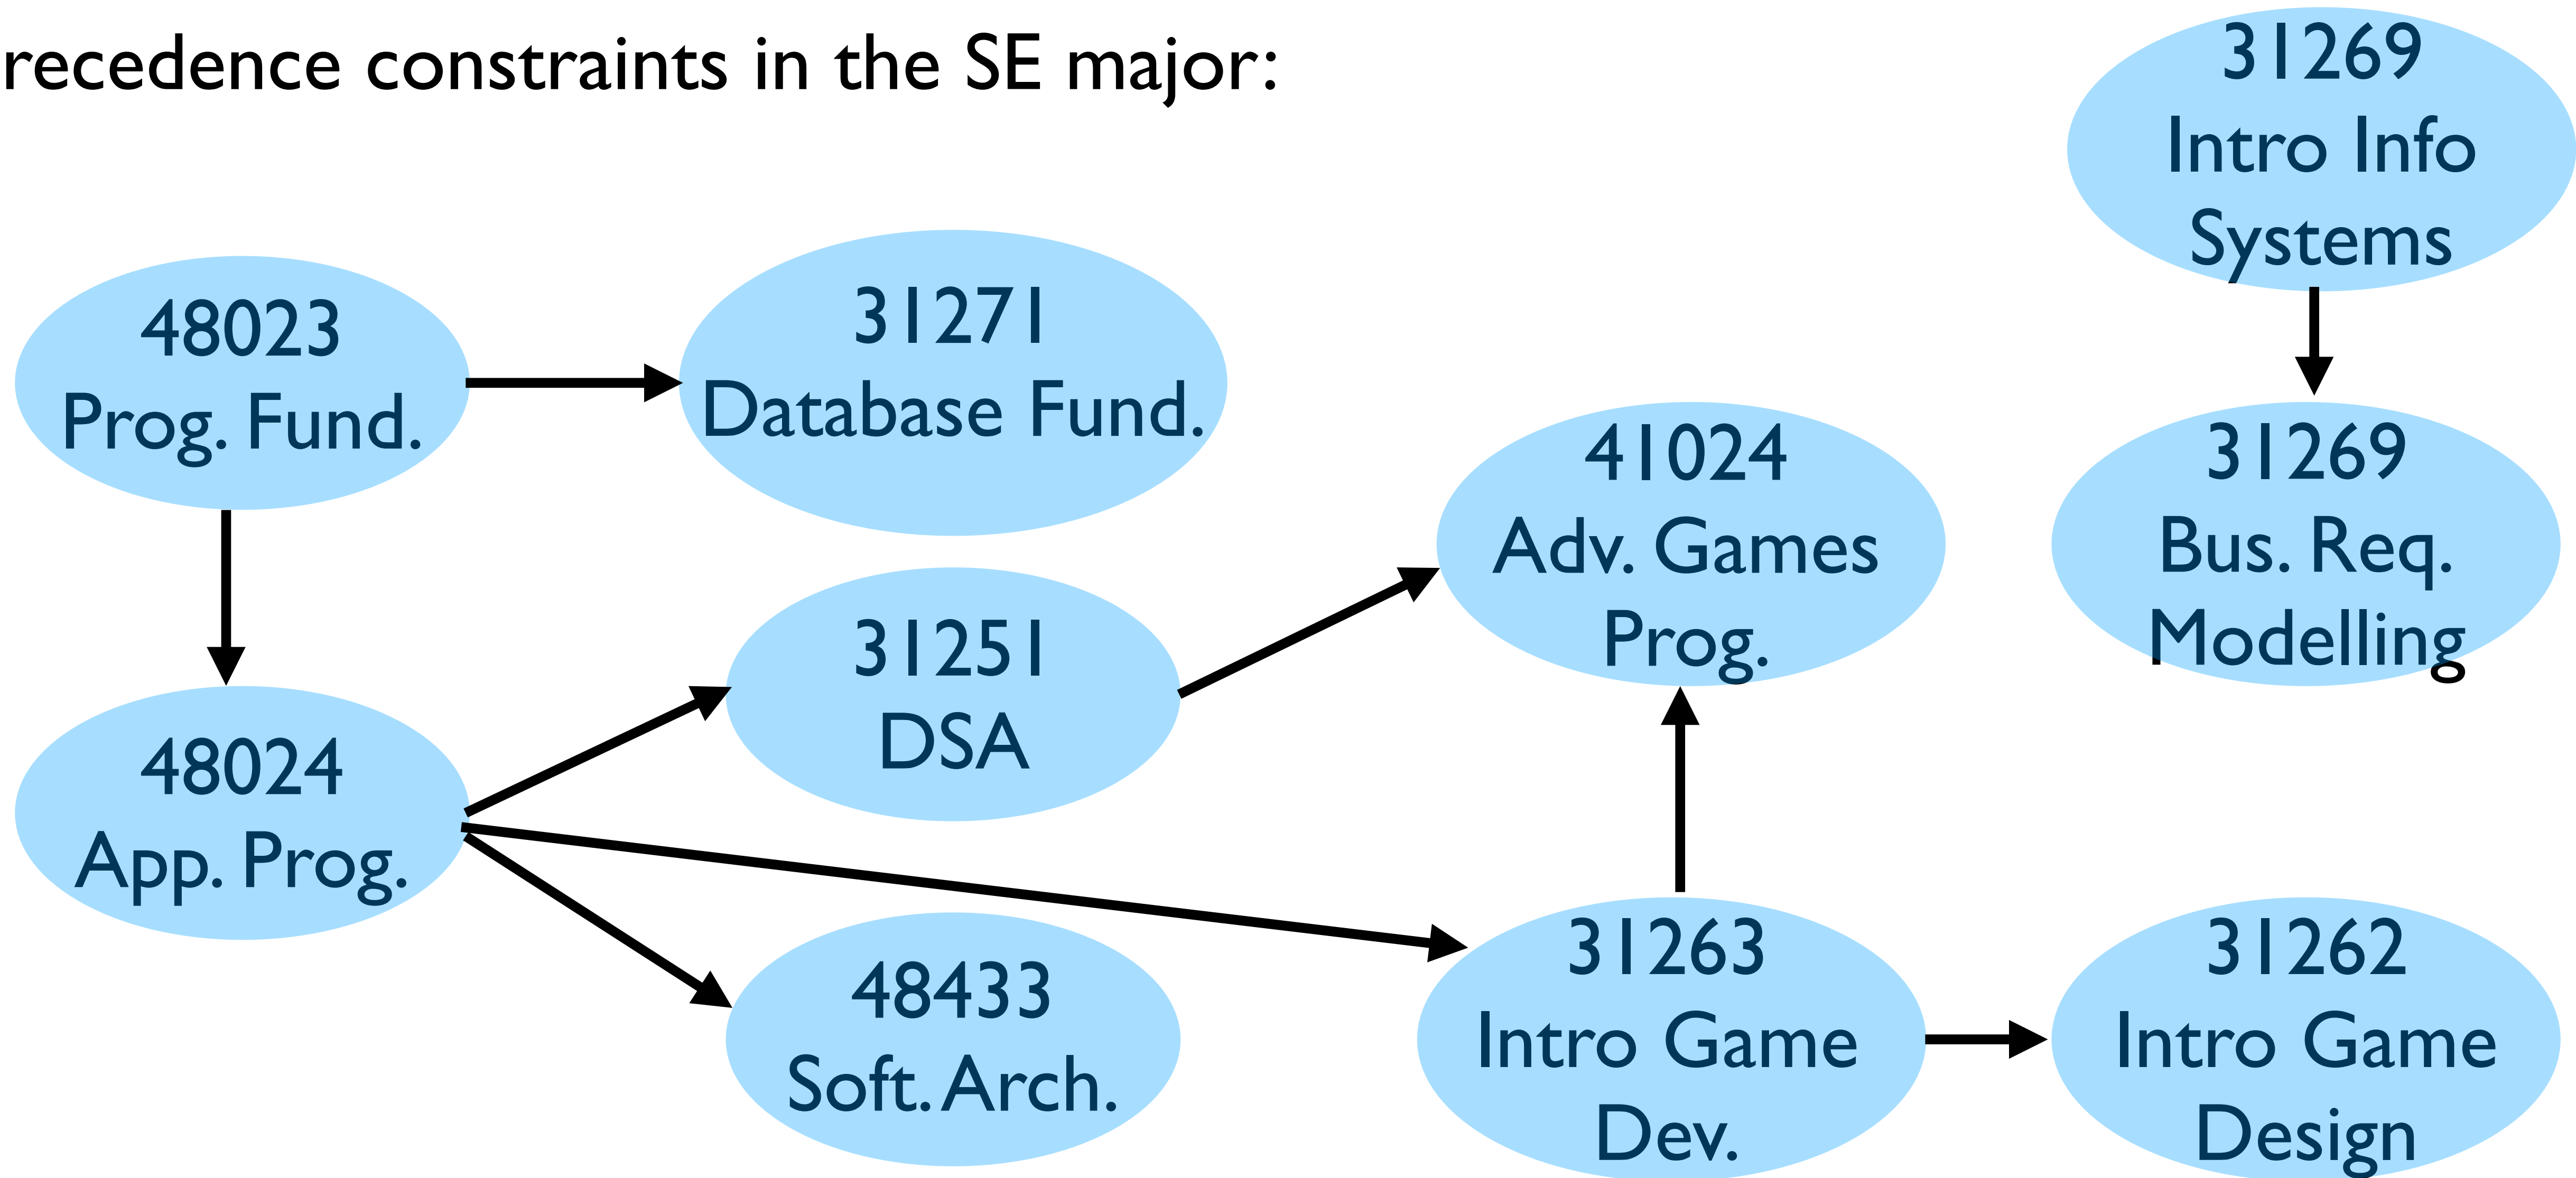 recedence constraints in the SE major:
31269
Intro Info
Systems
48023
Prog. Fund.
31271
Database Fund.
41024
Adv. Games
Prog.
31269
Bus. Req.
Modelling
31251
DSA
48024
App. Prog.
48433
Soft. Arch.
31263
Intro Game
Dev.
31262
Intro Game
Design